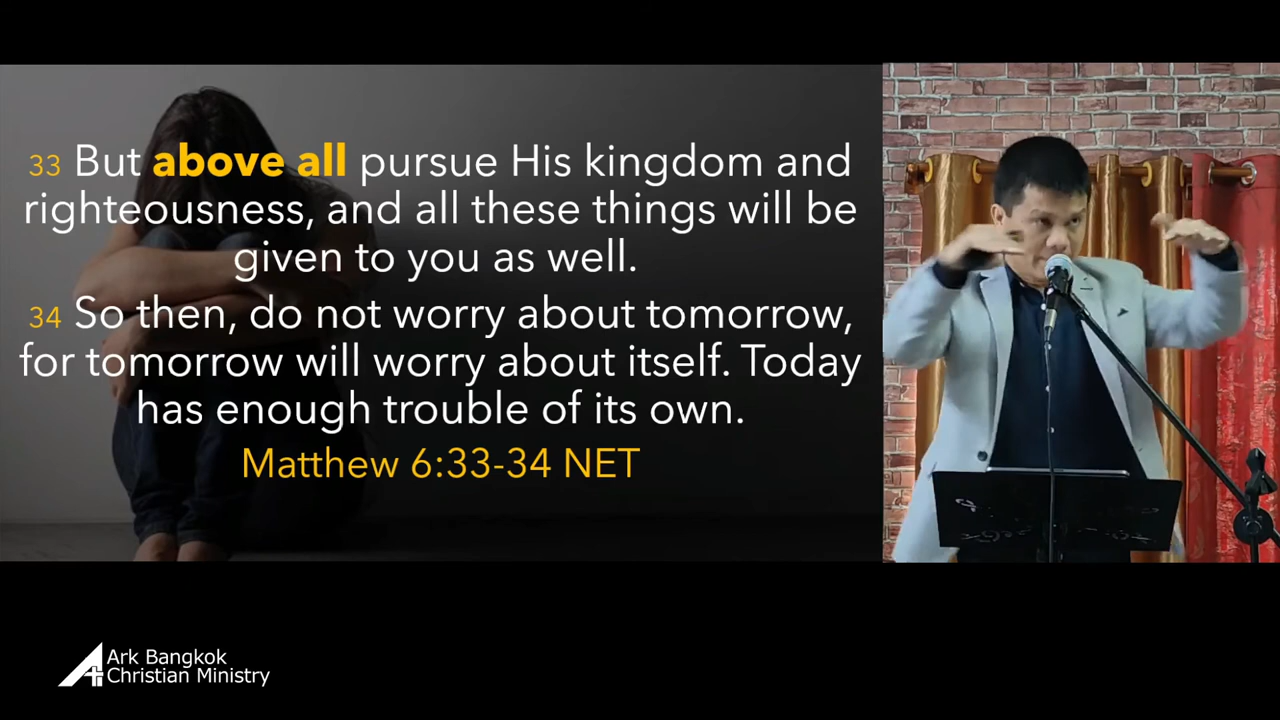 33 But above all pursue His kingdom and
righteousness, and all these things will be
given to you as well.
34 So then, do not worry about tomorrow,
for tomorrow will worry about itself. Today
has enough trouble of its own.
Matthew 6:33-34 NET
Ark Bangkok
Christian Ministry